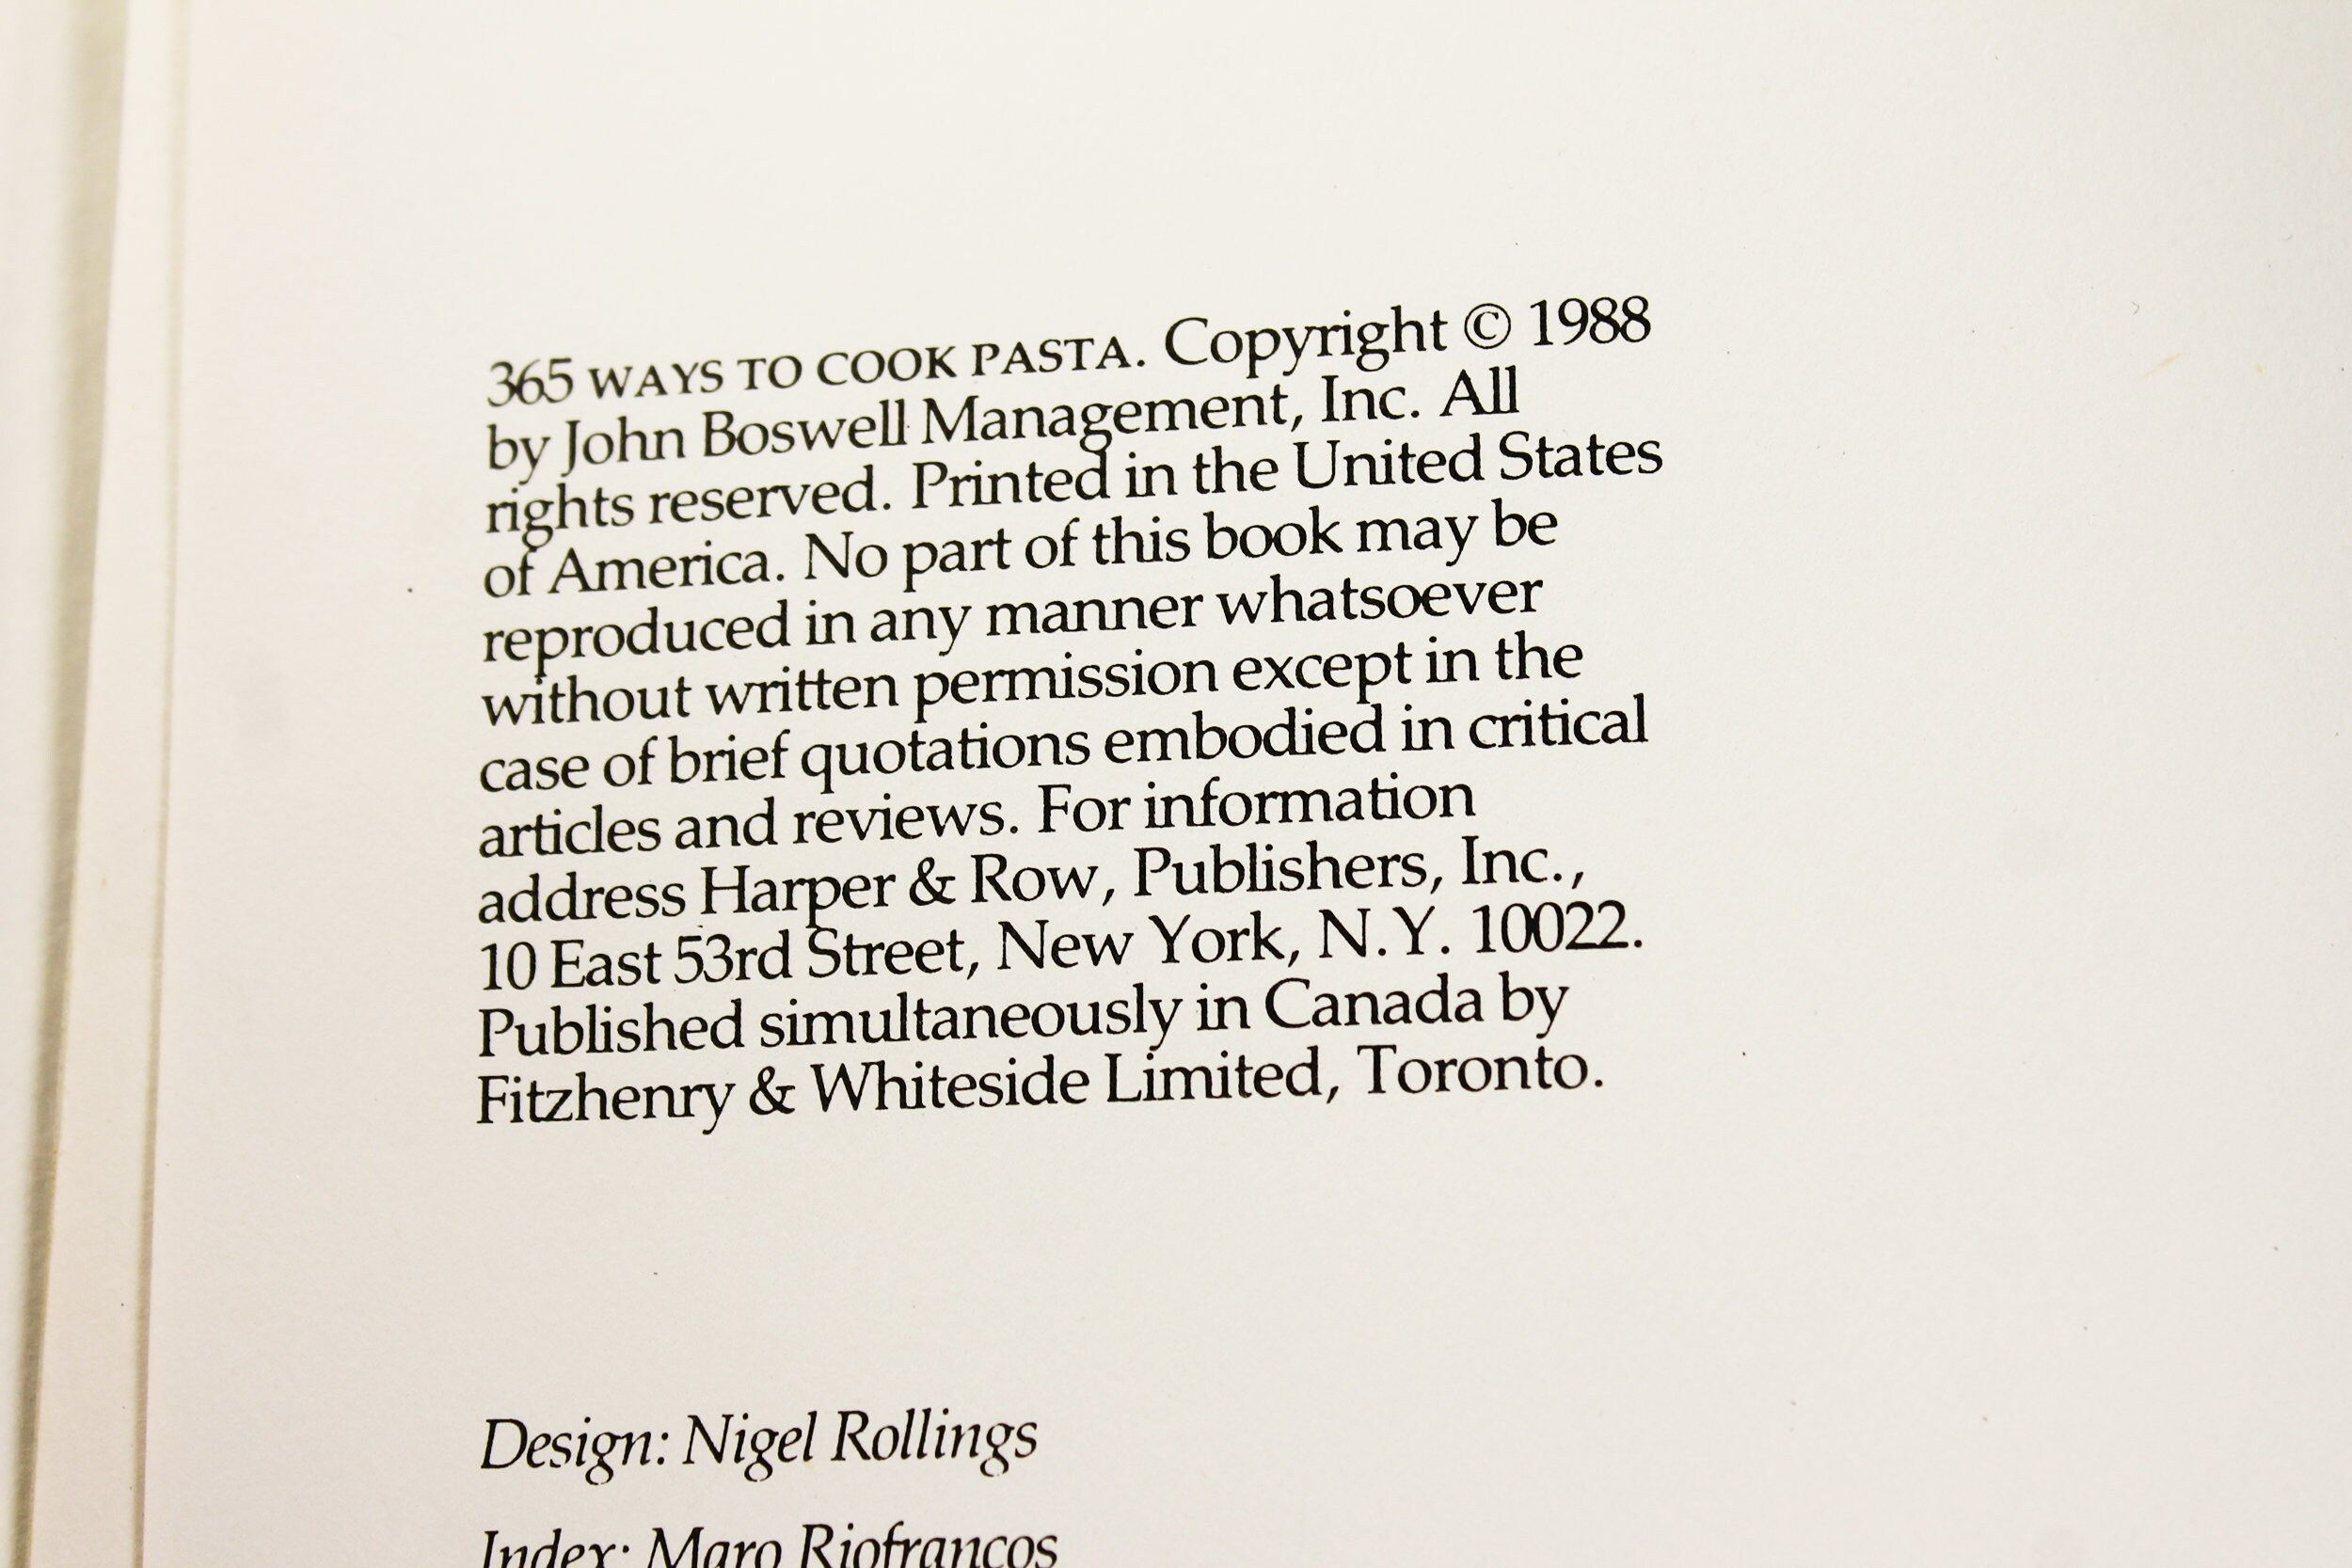 365 WAYS TO COOK PASTA. Copyright © 1988
by John Boswell Management, Inc. All
rights reserved. Printed in the United States
of America. No part of this book may be
reproduced in any manner whatsoever
without written permission except in the
case of brief quotations embodied in critical
articles and reviews. For information
address Harper & Row, Publishers, Inc.,
10 East 53rd Street, New York, N.Y. 10022.
Published simultaneously in Canada by
Fitzhenry & Whiteside Limited, Toronto.
Design: Nigel Rollings
Index: Maro Riofrancos